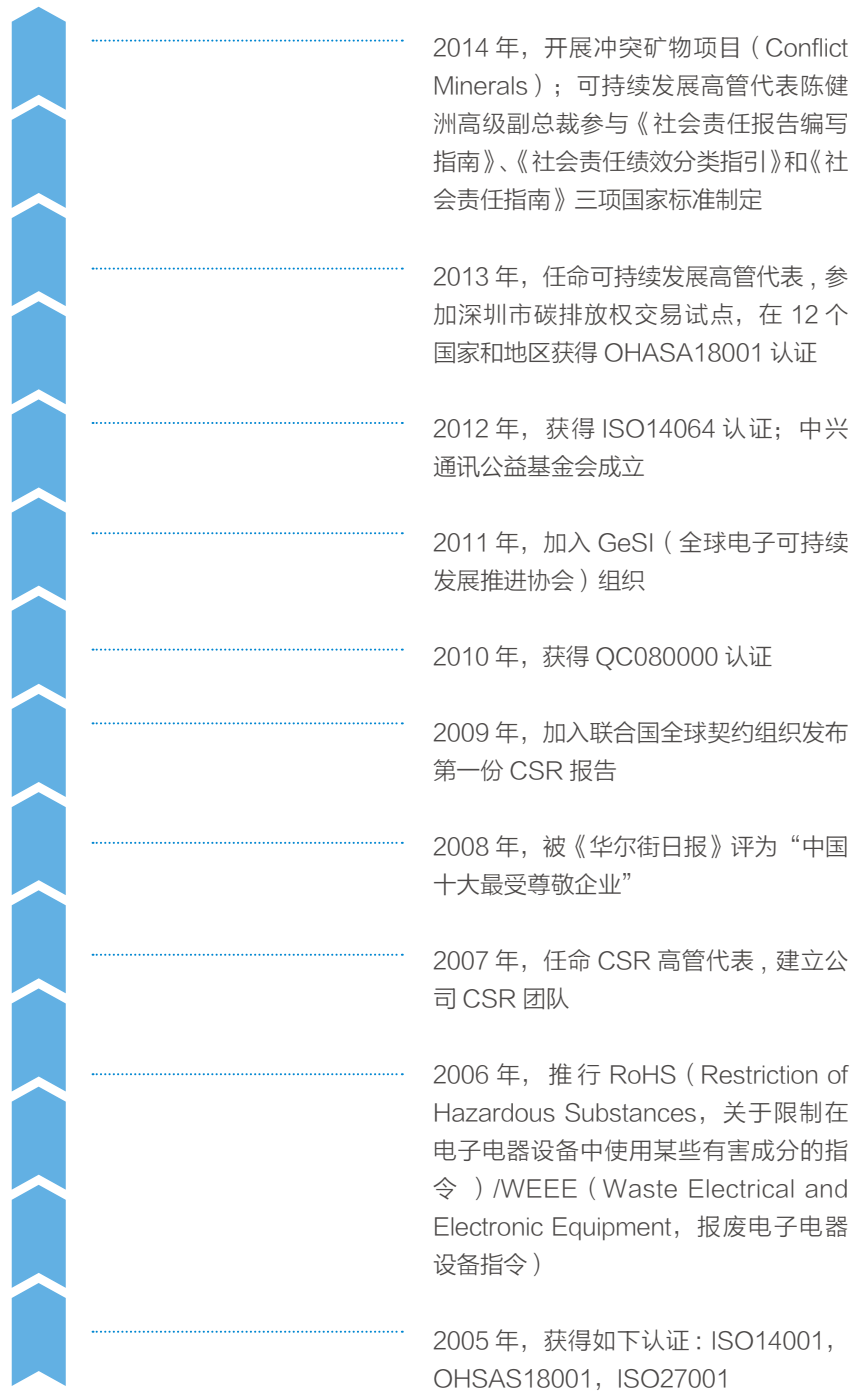 2014 年，开展冲突矿物项目（Conflict
Minerals）；可持续发展高管代表陈健
洲高级副总裁参与《社会责任报告编写
指南》、《社会责任绩效分类指引》和《社
会责任指南》三项国家标准制定
2013 年，任命可持续发展高管代表 , 参
加深圳市碳排放权交易试点，在 12 个
国家和地区获得 OHASA18001 认证
2012 年，获得 ISO14064 认证；中兴
通讯公益基金会成立
2011 年，加入 GeSI（全球电子可持续
发展推进协会）组织
2010 年，获得 QC080000 认证
2009 年，加入联合国全球契约组织发布
第一份 CSR 报告
2008 年，被《华尔街日报》评为“中国
十大最受尊敬企业”
2007 年，任命 CSR 高管代表 , 建立公
司 CSR 团队
2006 年，推行 RoHS（Restriction of
Hazardous Substances，关于限制在
电子电器设备中使用某些有害成分的指
令 ）/WEEE（Waste Electrical and
Electronic Equipment，报废电子电器
设备指令）
2005 年，获得如下认证 : ISO14001，
OHSAS18001，ISO27001